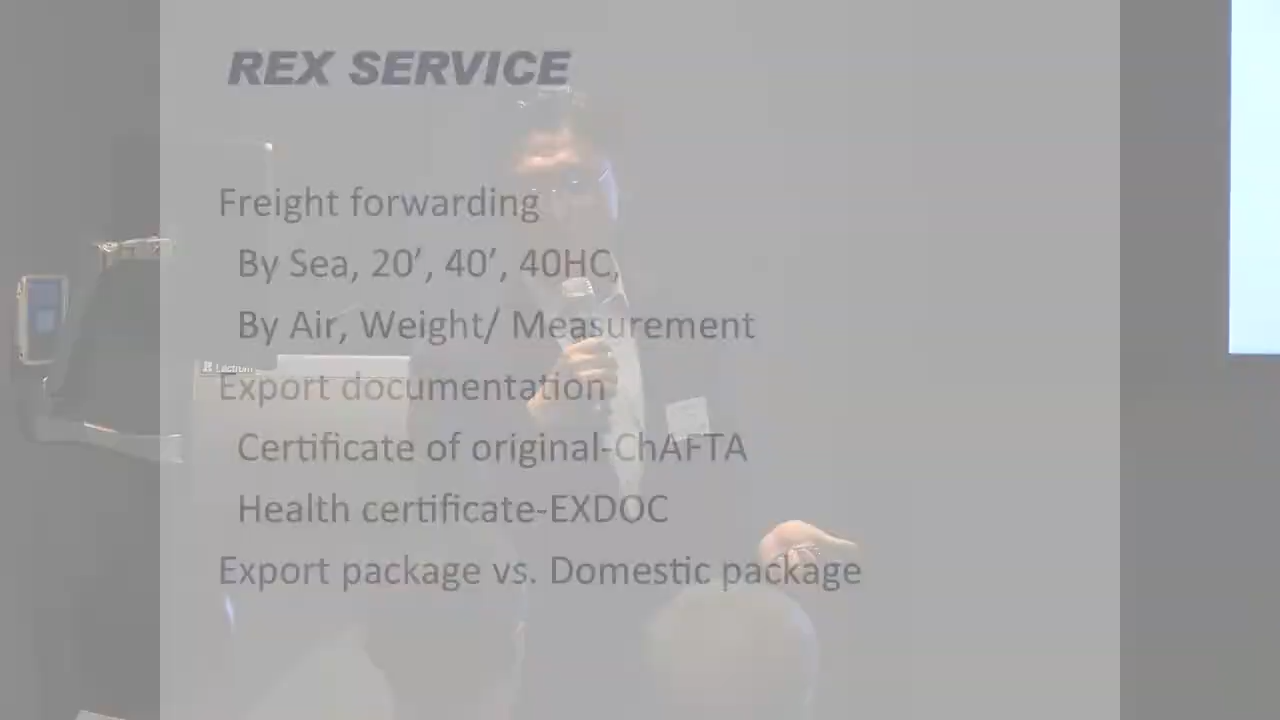 REX SERVICE
Freight forwarding
By Sea, 20’, 40’, 40HC,
By Air, Weight/ Measurement
Lectrum
Export documentation
Certificate of original-ChAFTA
Health certificate-EXDOC
Export package vs. Domestic package